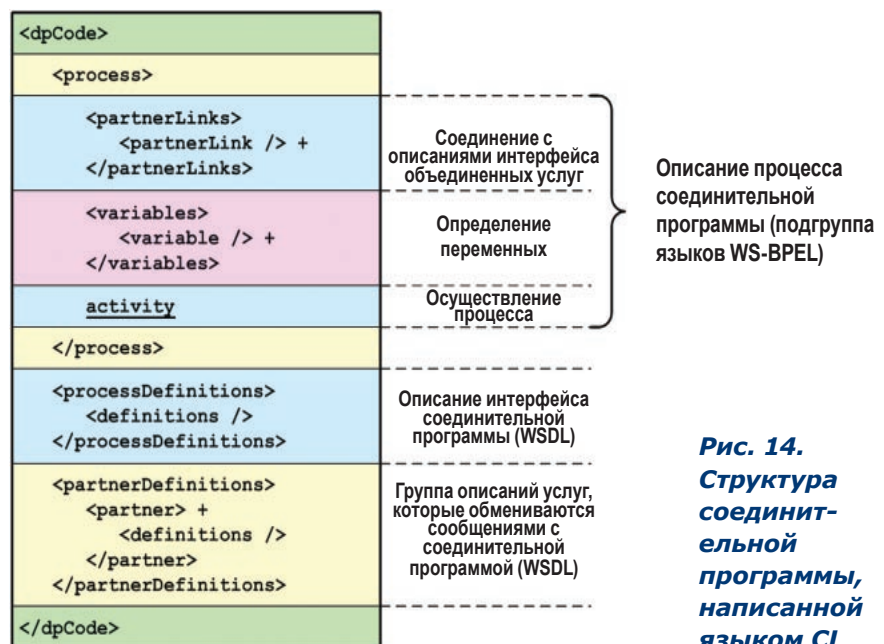 <dpCode>
<process>
<partnerLinks>
<partnerLink /> +
</partnerLinks>
<variables>
<variable /> +
</variables>
activity
</process>
<processDefinitions>
<definitions />
</processDefinitions>
<partnerDefinitions>
<partner> +
<definitions />
</partner>
</partnerDefinitions>
</dpCode>
Соединение с
описаниями интерфейса
объединенных услуг
Определение
переменных
Осуществление
процесса
Описание интерфейса
соединительной
программы (WSDL)
Группа описаний услуг,
которые обмениваются
сообщениями с
соединительной
программой (WSDL)
Описание процесса
соединительной
программы (подгруппа
языков WS-BPEL)
Рис. 14.
Структура
соединит-
ельной
программы,
написанной
языком CL